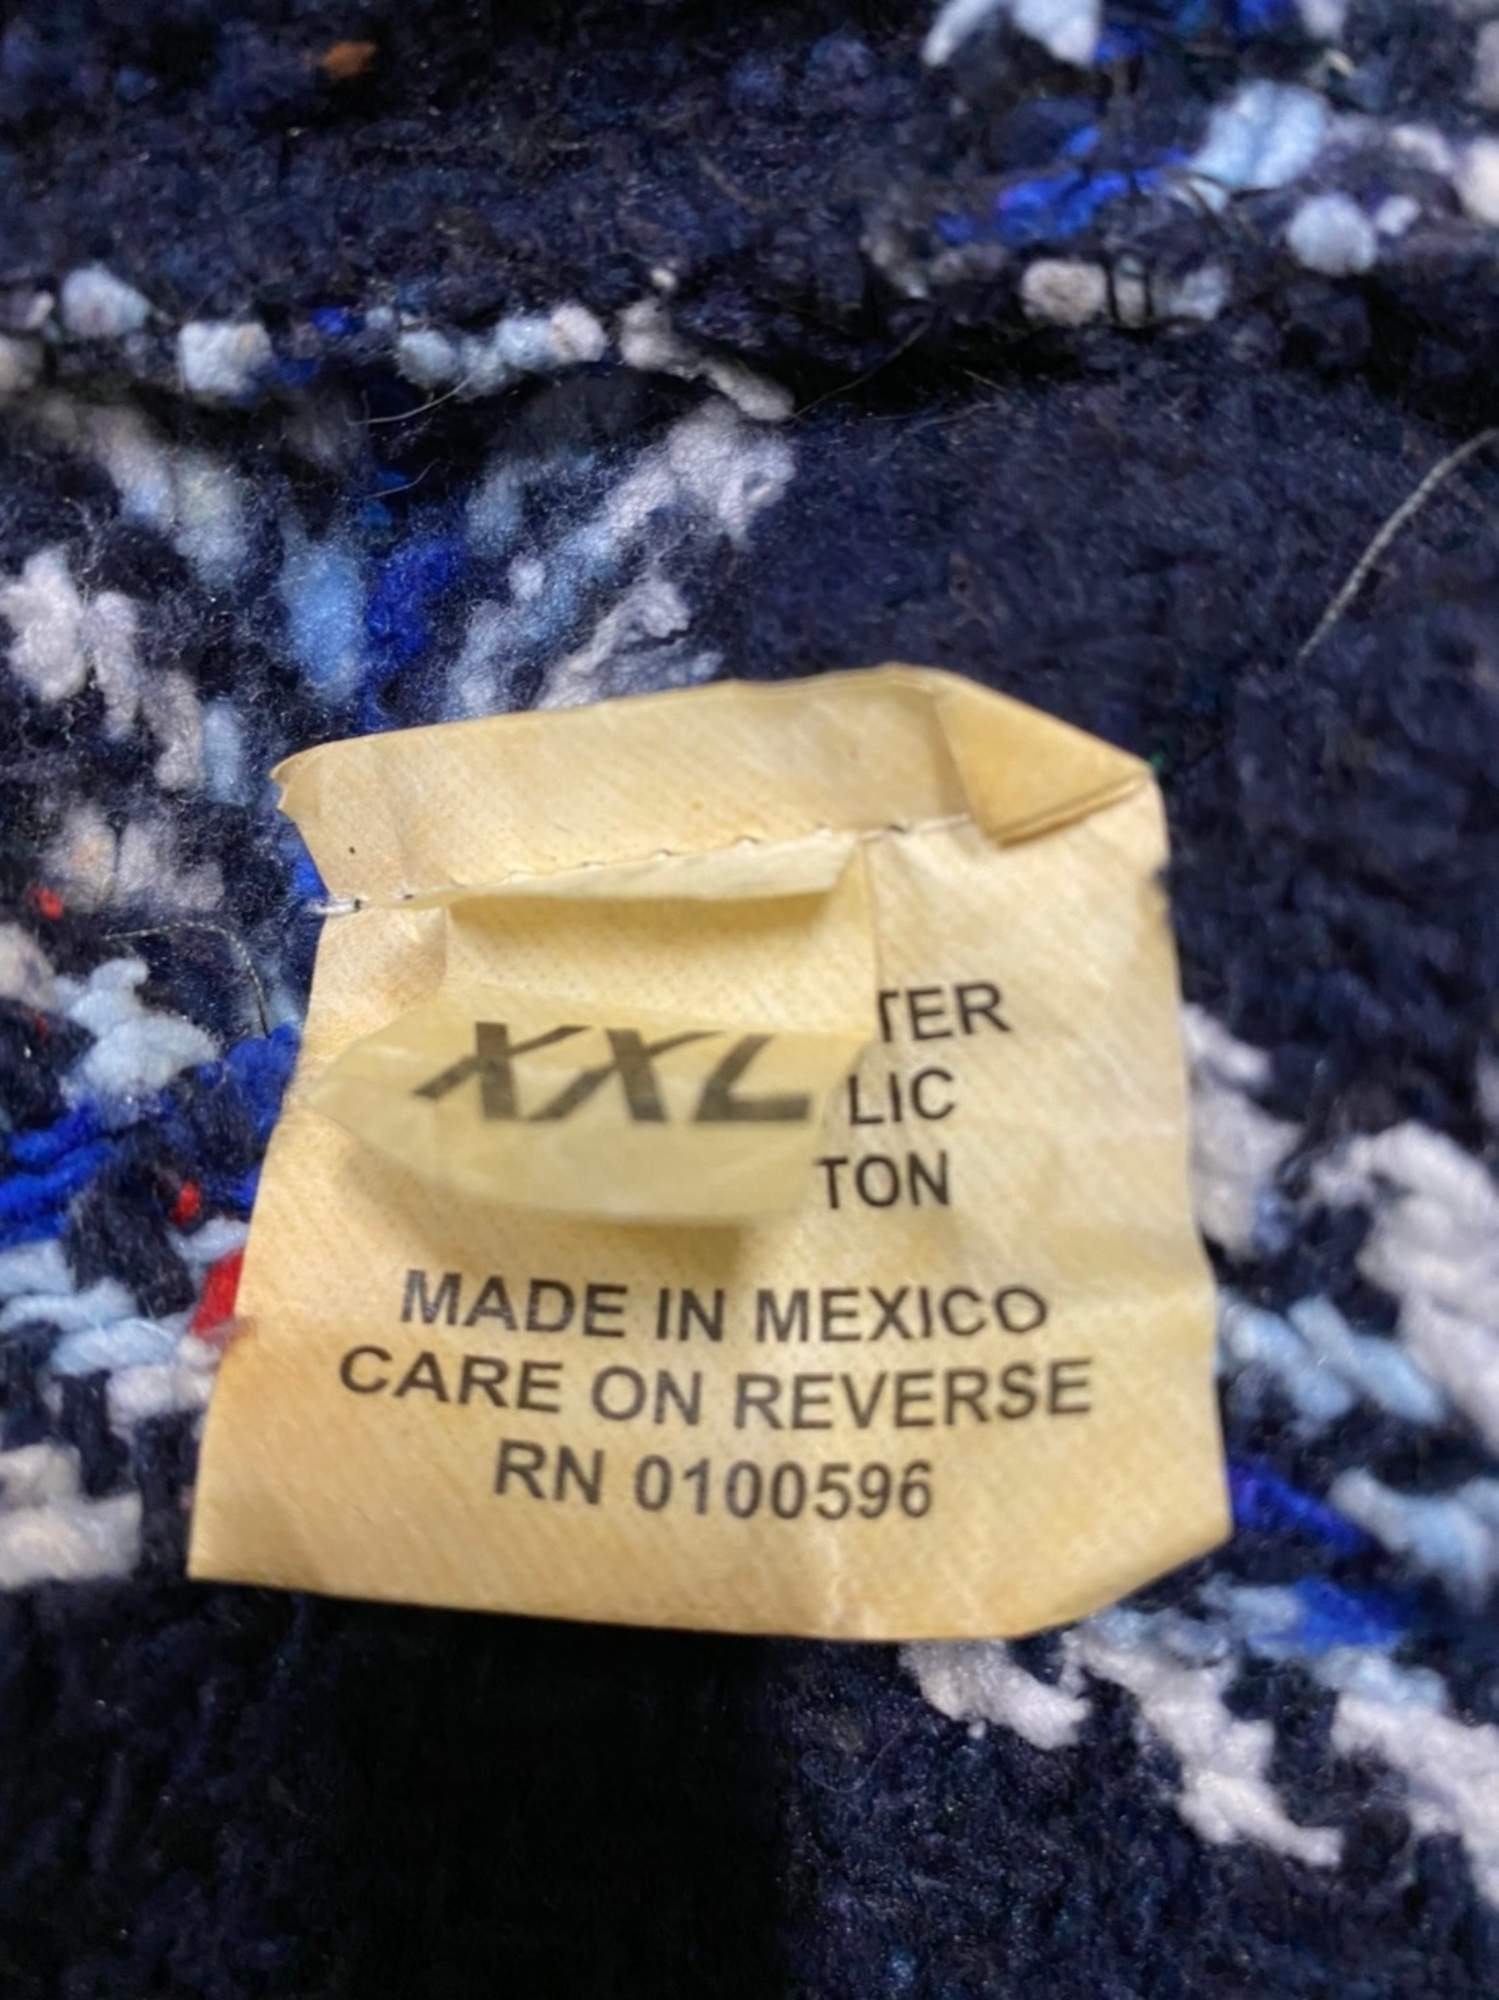 TER
XXL
LIC
TON
MADE IN MEXICO
CARE ON REVERSE
RN 0100596